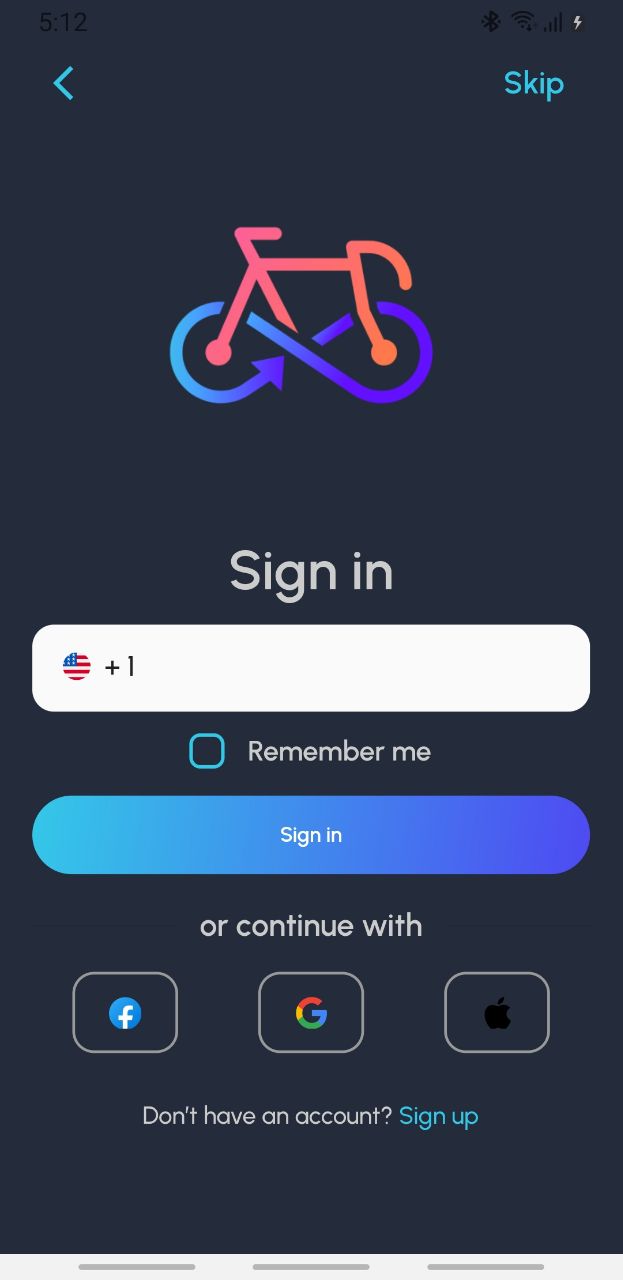 5:12
Skip
Sign in
+ 1
Remember me
Sign in
or continue with
Don't have an account? Sign up